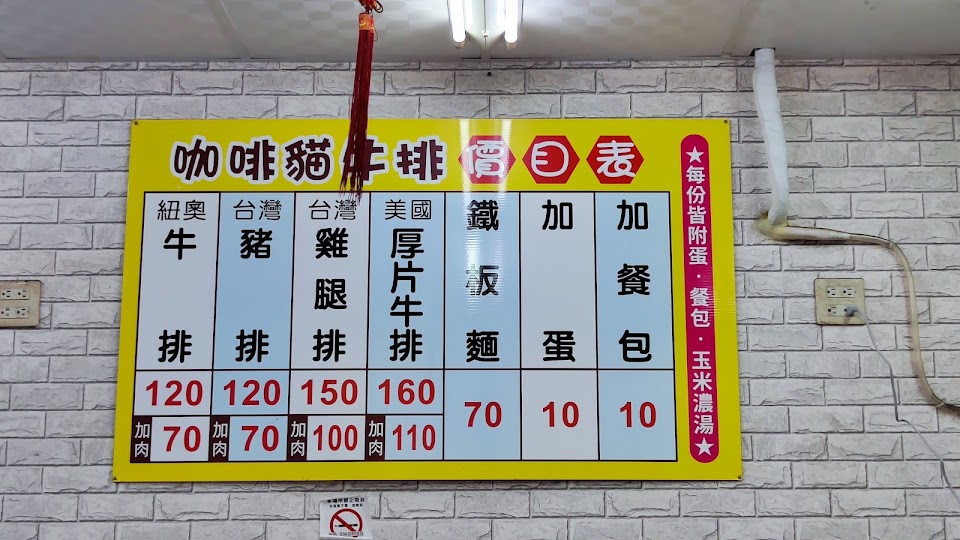 咖啡貓牛排價目表
紐奧
牛排
120
加肉 70
台灣
豬排
120
加肉 70
台灣
雞腿排
150
加肉 100
美國
厚片牛排
160
加肉 110
鐵板麵
70
加蛋
10
加餐包
10
★每份皆附蛋·餐包·玉米濃湯★